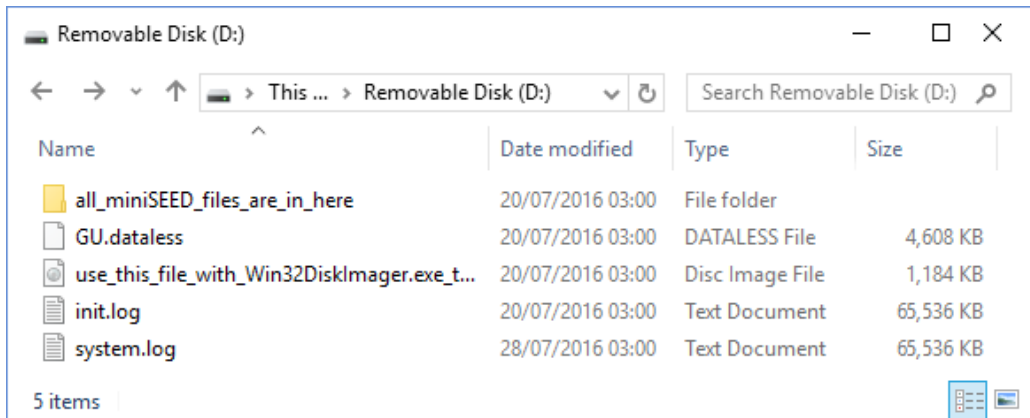 Removable Disk (D:)
This ... > Removable Disk (D:) Search Removable Disk (D:)
Name Date modified Type Size
all_miniSEED_files_are_in_here 20/07/2016 03:00 File folder
GU.dataless 20/07/2016 03:00 DATALESS File 4,608 KB
use_this_file_with_Win32DiskImager.exe_t... 20/07/2016 03:00 Disc Image File 1,184 KB
init.log 20/07/2016 03:00 Text Document 65,536 KB
system.log 28/07/2016 03:00 Text Document 65,536 KB
5 items